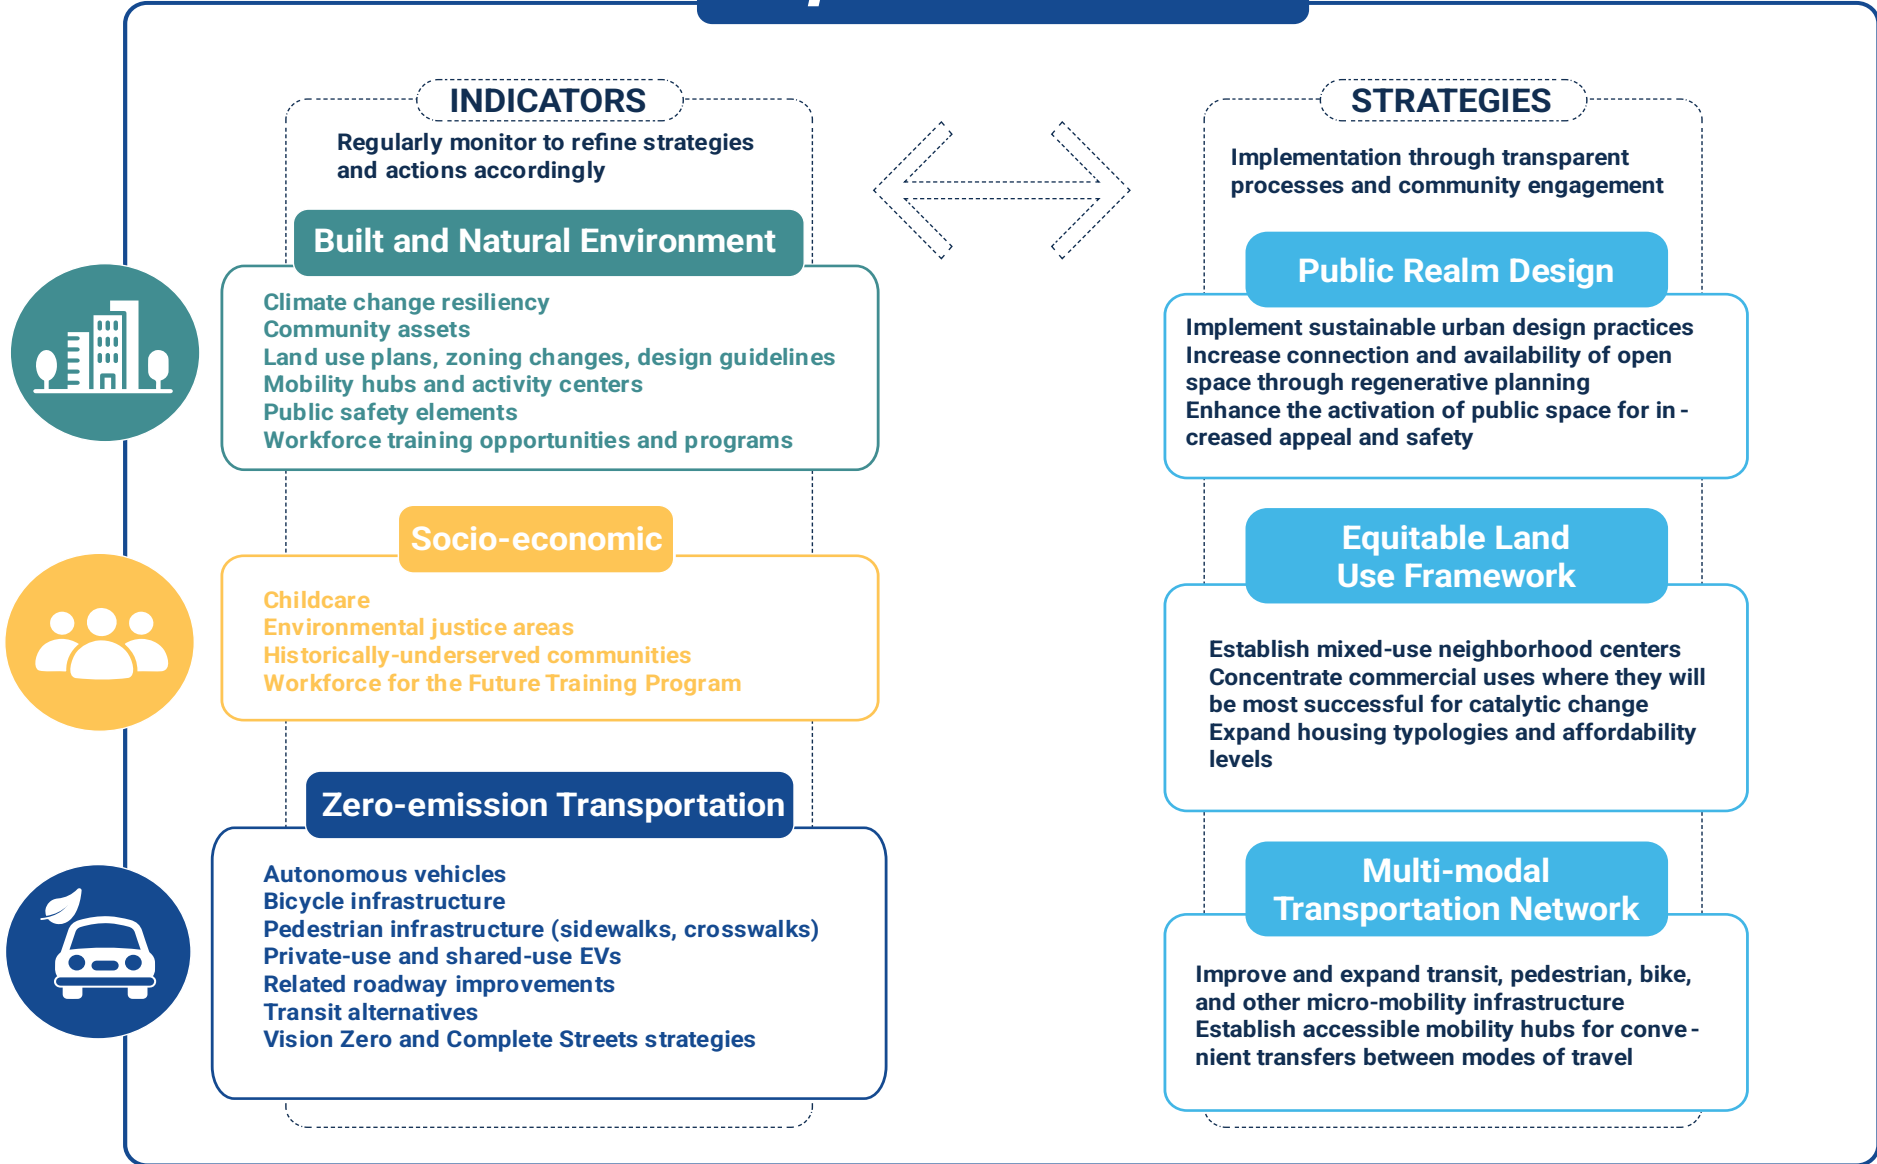 INDICATORS
Regularly monitor to refine strategies
and actions accordingly
Built and Natural Environment
Climate change resiliency
Community assets
Land use plans, zoning changes, design guidelines
Mobility hubs and activity centers
Public safety elements
Workforce training opportunities and programs
Socio-economic
Childcare
Environmental justice areas
Historically-underserved communities
Workforce for the Future Training Program
Zero-emission Transportation
Autonomous vehicles
Bicycle infrastructure
Pedestrian infrastructure (sidewalks, crosswalks)
Private-use and shared-use EVs
Related roadway improvements
Transit alternatives
Vision Zero and Complete Streets strategies
STRATEGIES
Implementation through transparent
processes and community engagement
Public Realm Design
Implement sustainable urban design practices
Increase connection and availability of open
space through regenerative planning
Enhance the activation of public space for in-
creased appeal and safety
Equitable Land
Use Framework
Establish mixed-use neighborhood centers
Concentrate commercial uses where they will
be most successful for catalytic change
Expand housing typologies and affordability
levels
Multi-modal
Transportation Network
Improve and expand transit, pedestrian, bike,
and other micro-mobility infrastructure
Establish accessible mobility hubs for conve-
nient transfers between modes of travel